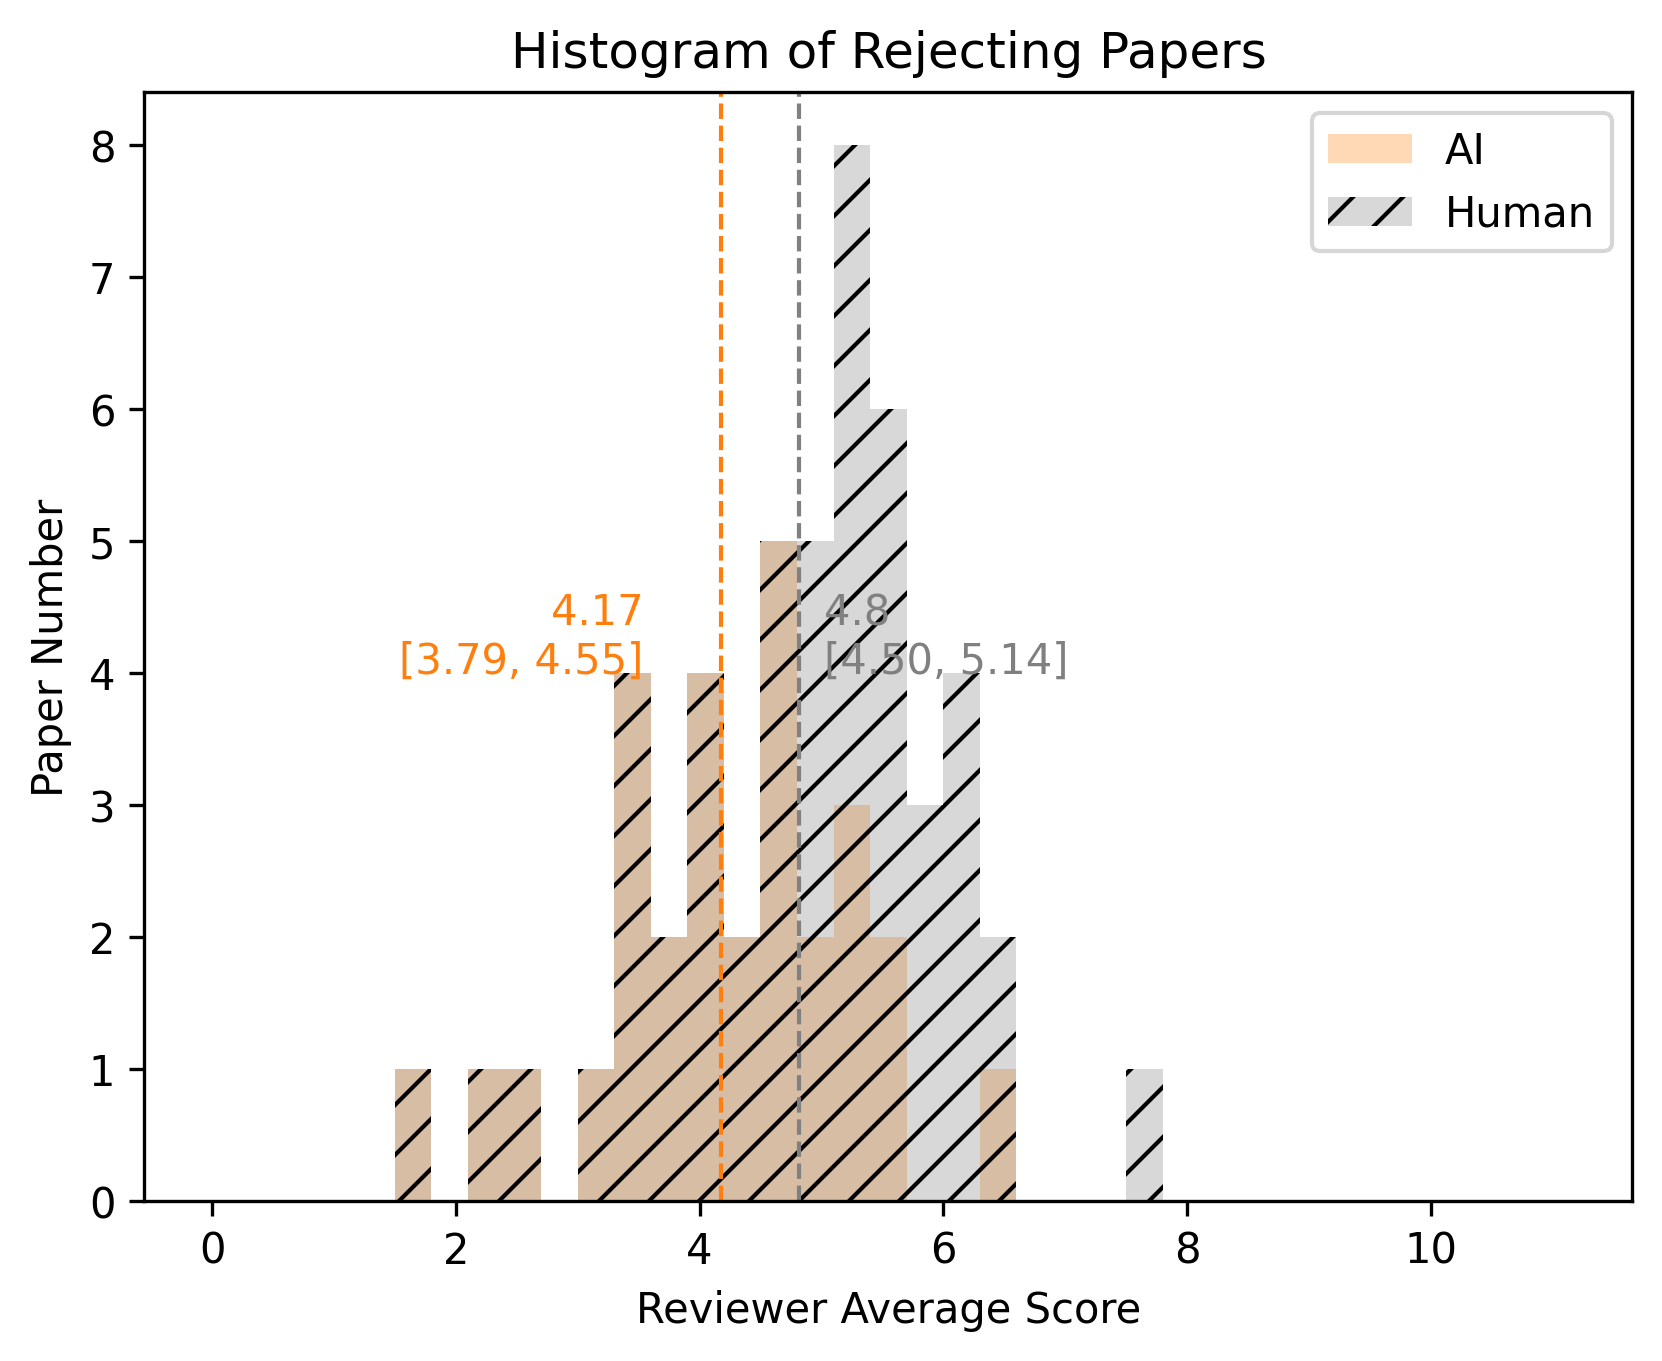 Histogram of Rejecting Papers
AI
Human
8
7
6
5
4
3
2
1
0
Paper Number
4.17
[3.79, 4.55]
4.8
[4.50, 5.14]
0 2 4 6 8 10
Reviewer Average Score